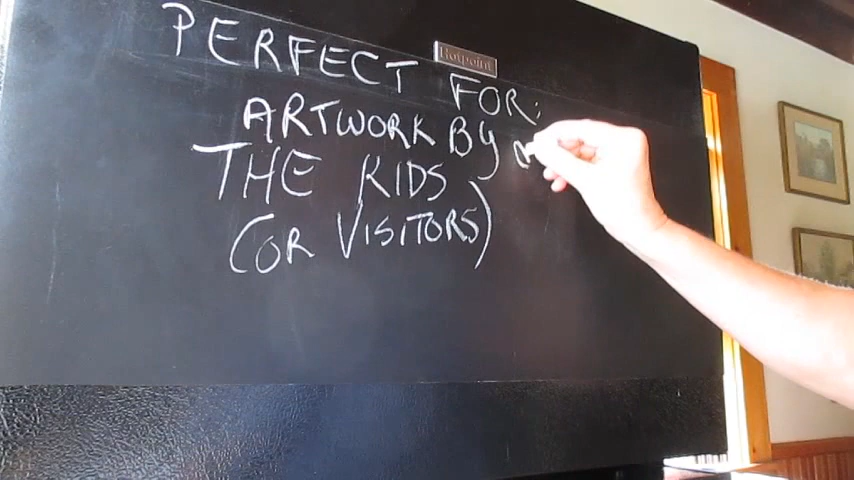 Hotpoint
PERFECT FOR:
ARTWORK BY
THE KIDS
(OR VISITORS)